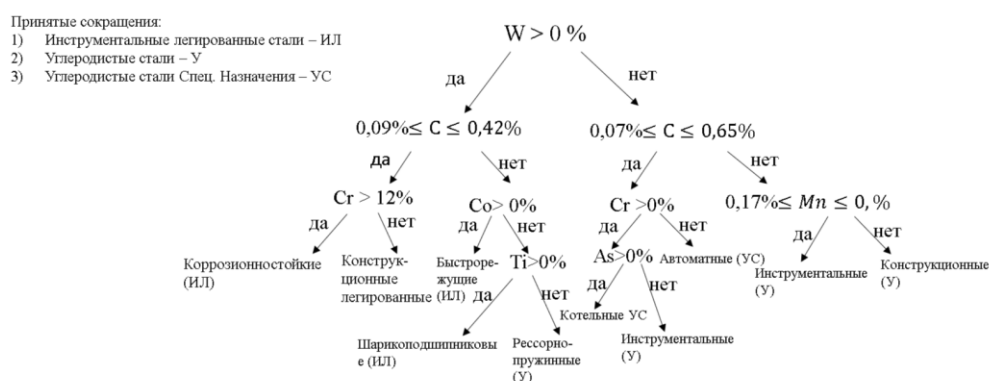 Принятые сокращения:
1) Инструментальные легированные стали – ИЛ
2) Углеродистые стали – У
3) Углеродистые стали Спец. Назначения – УС
W > 0 %
да
нет
0,09%≤ C ≤ 0,42%
0,07%≤ C ≤ 0,65%
да
нет
да
нет
Cr > 12%
Co> 0%
Cr >0%
0,17%≤ Mn ≤ 0, %
да
нет
да
нет
да
нет
да
нет
Коррозионностойкие
(ИЛ)
Конструк-
ционные
легированные
Быстроре-
жущие
(ИЛ)
Ti>0%
As>0%
Автоматные (УС)
Инструментальные
(У)
Конструкционные
(У)
да
нет
да
нет
Шарикоподшипниковы
е (ИЛ)
Рессорно-
пружинные
(У)
Котельные УС
Инструментальные
(У)